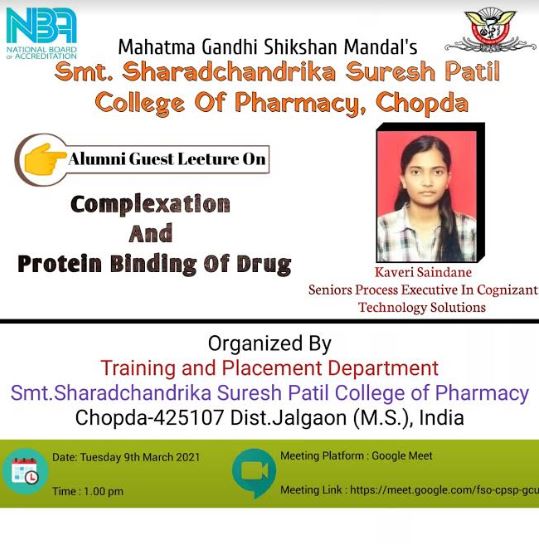 NBA
NATIONAL BOARD
of ACCREDITATION
Mahatma Gandhi Shikshan Mandal's
Smt. Sharadchandrika Suresh Patil
College Of Pharmacy, Chopda
Alumni Guest Leeture On
Complexation
And
Protein Binding Of Drug
Kaveri Saindane
Seniors Process Executive In Cognizant
Technology Solutions
Organized By
Training and Placement Department
Smt.Sharadchandrika Suresh Patil College of Pharmacy
Chopda-425107 Dist.Jalgaon (M.S.), India
Date: Tuesday 9th March 2021
Meeting Platform : Google Meet
Time : 1.00 pm
Meeting Link : https://meet.google.com/fso-cpsp-gcu